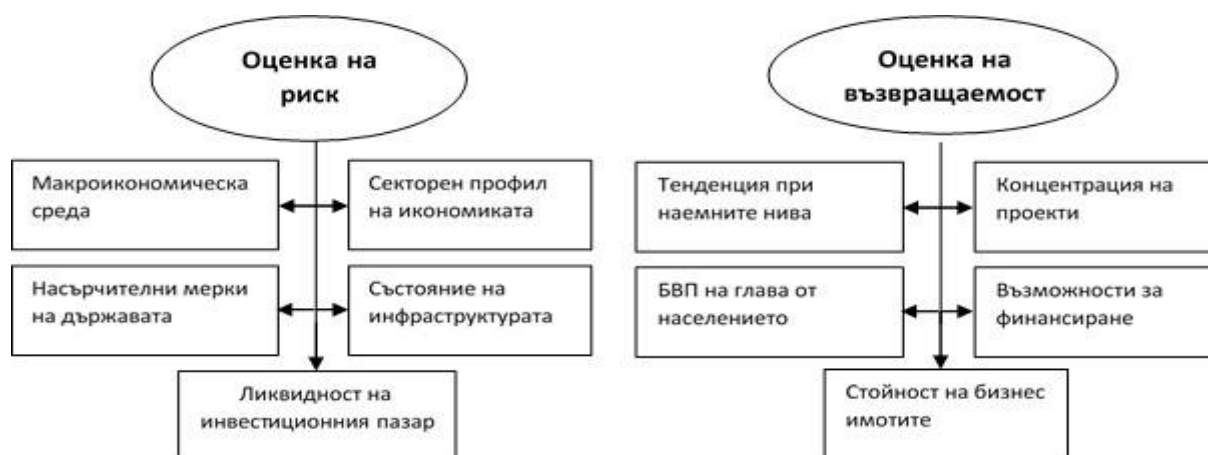 Оценка на
риск
Макроикономическа
среда
Секторен профил
на икономиката
Насърчителни мерки
на държавата
Състояние на
инфраструктурата
Ликвидност на
инвестиционния пазар
Оценка на
възвращаемост
Тенденция при
наемните нива
Концентрация на
проекти
БВП на глава от
населението
Възможности за
финансиране
Стойност на бизнес
имотите